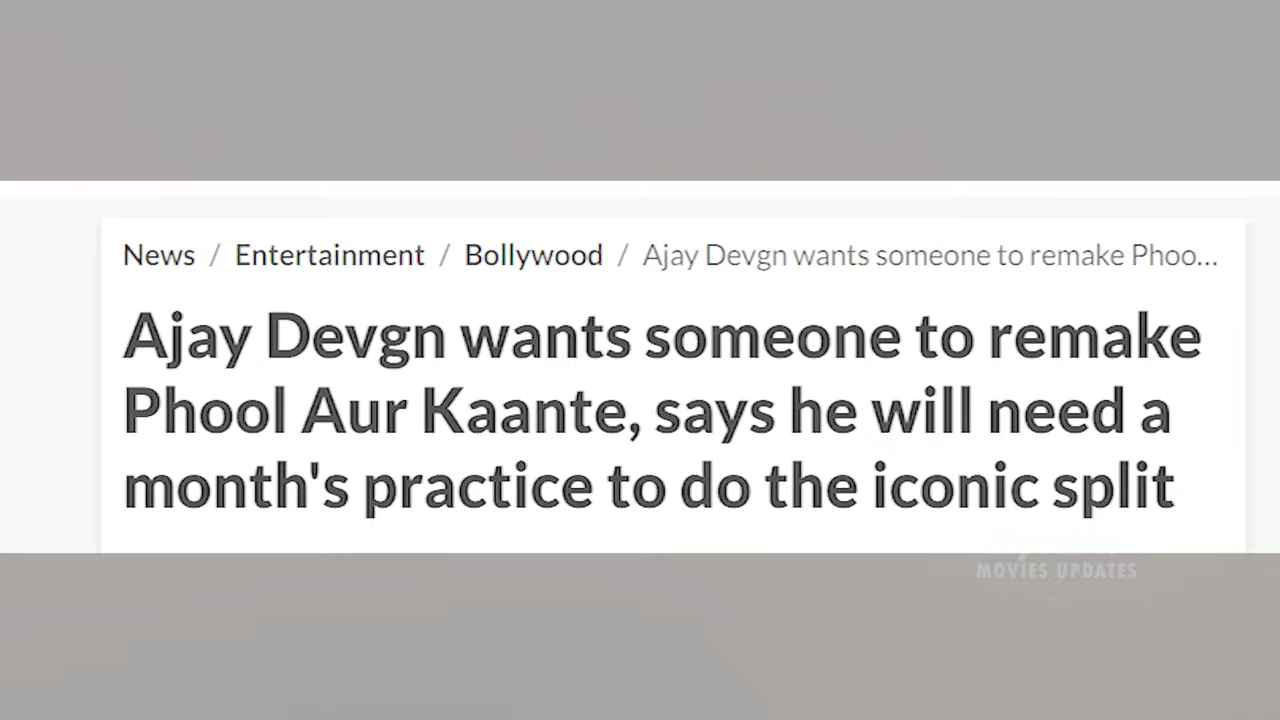 News / Entertainment / Bollywood / Ajay Devgn wants someone to remake Phoo...
Ajay Devgn wants someone to remake
Phool Aur Kaante, says he will need a
month's practice to do the iconic split
MOVIES UPDATES